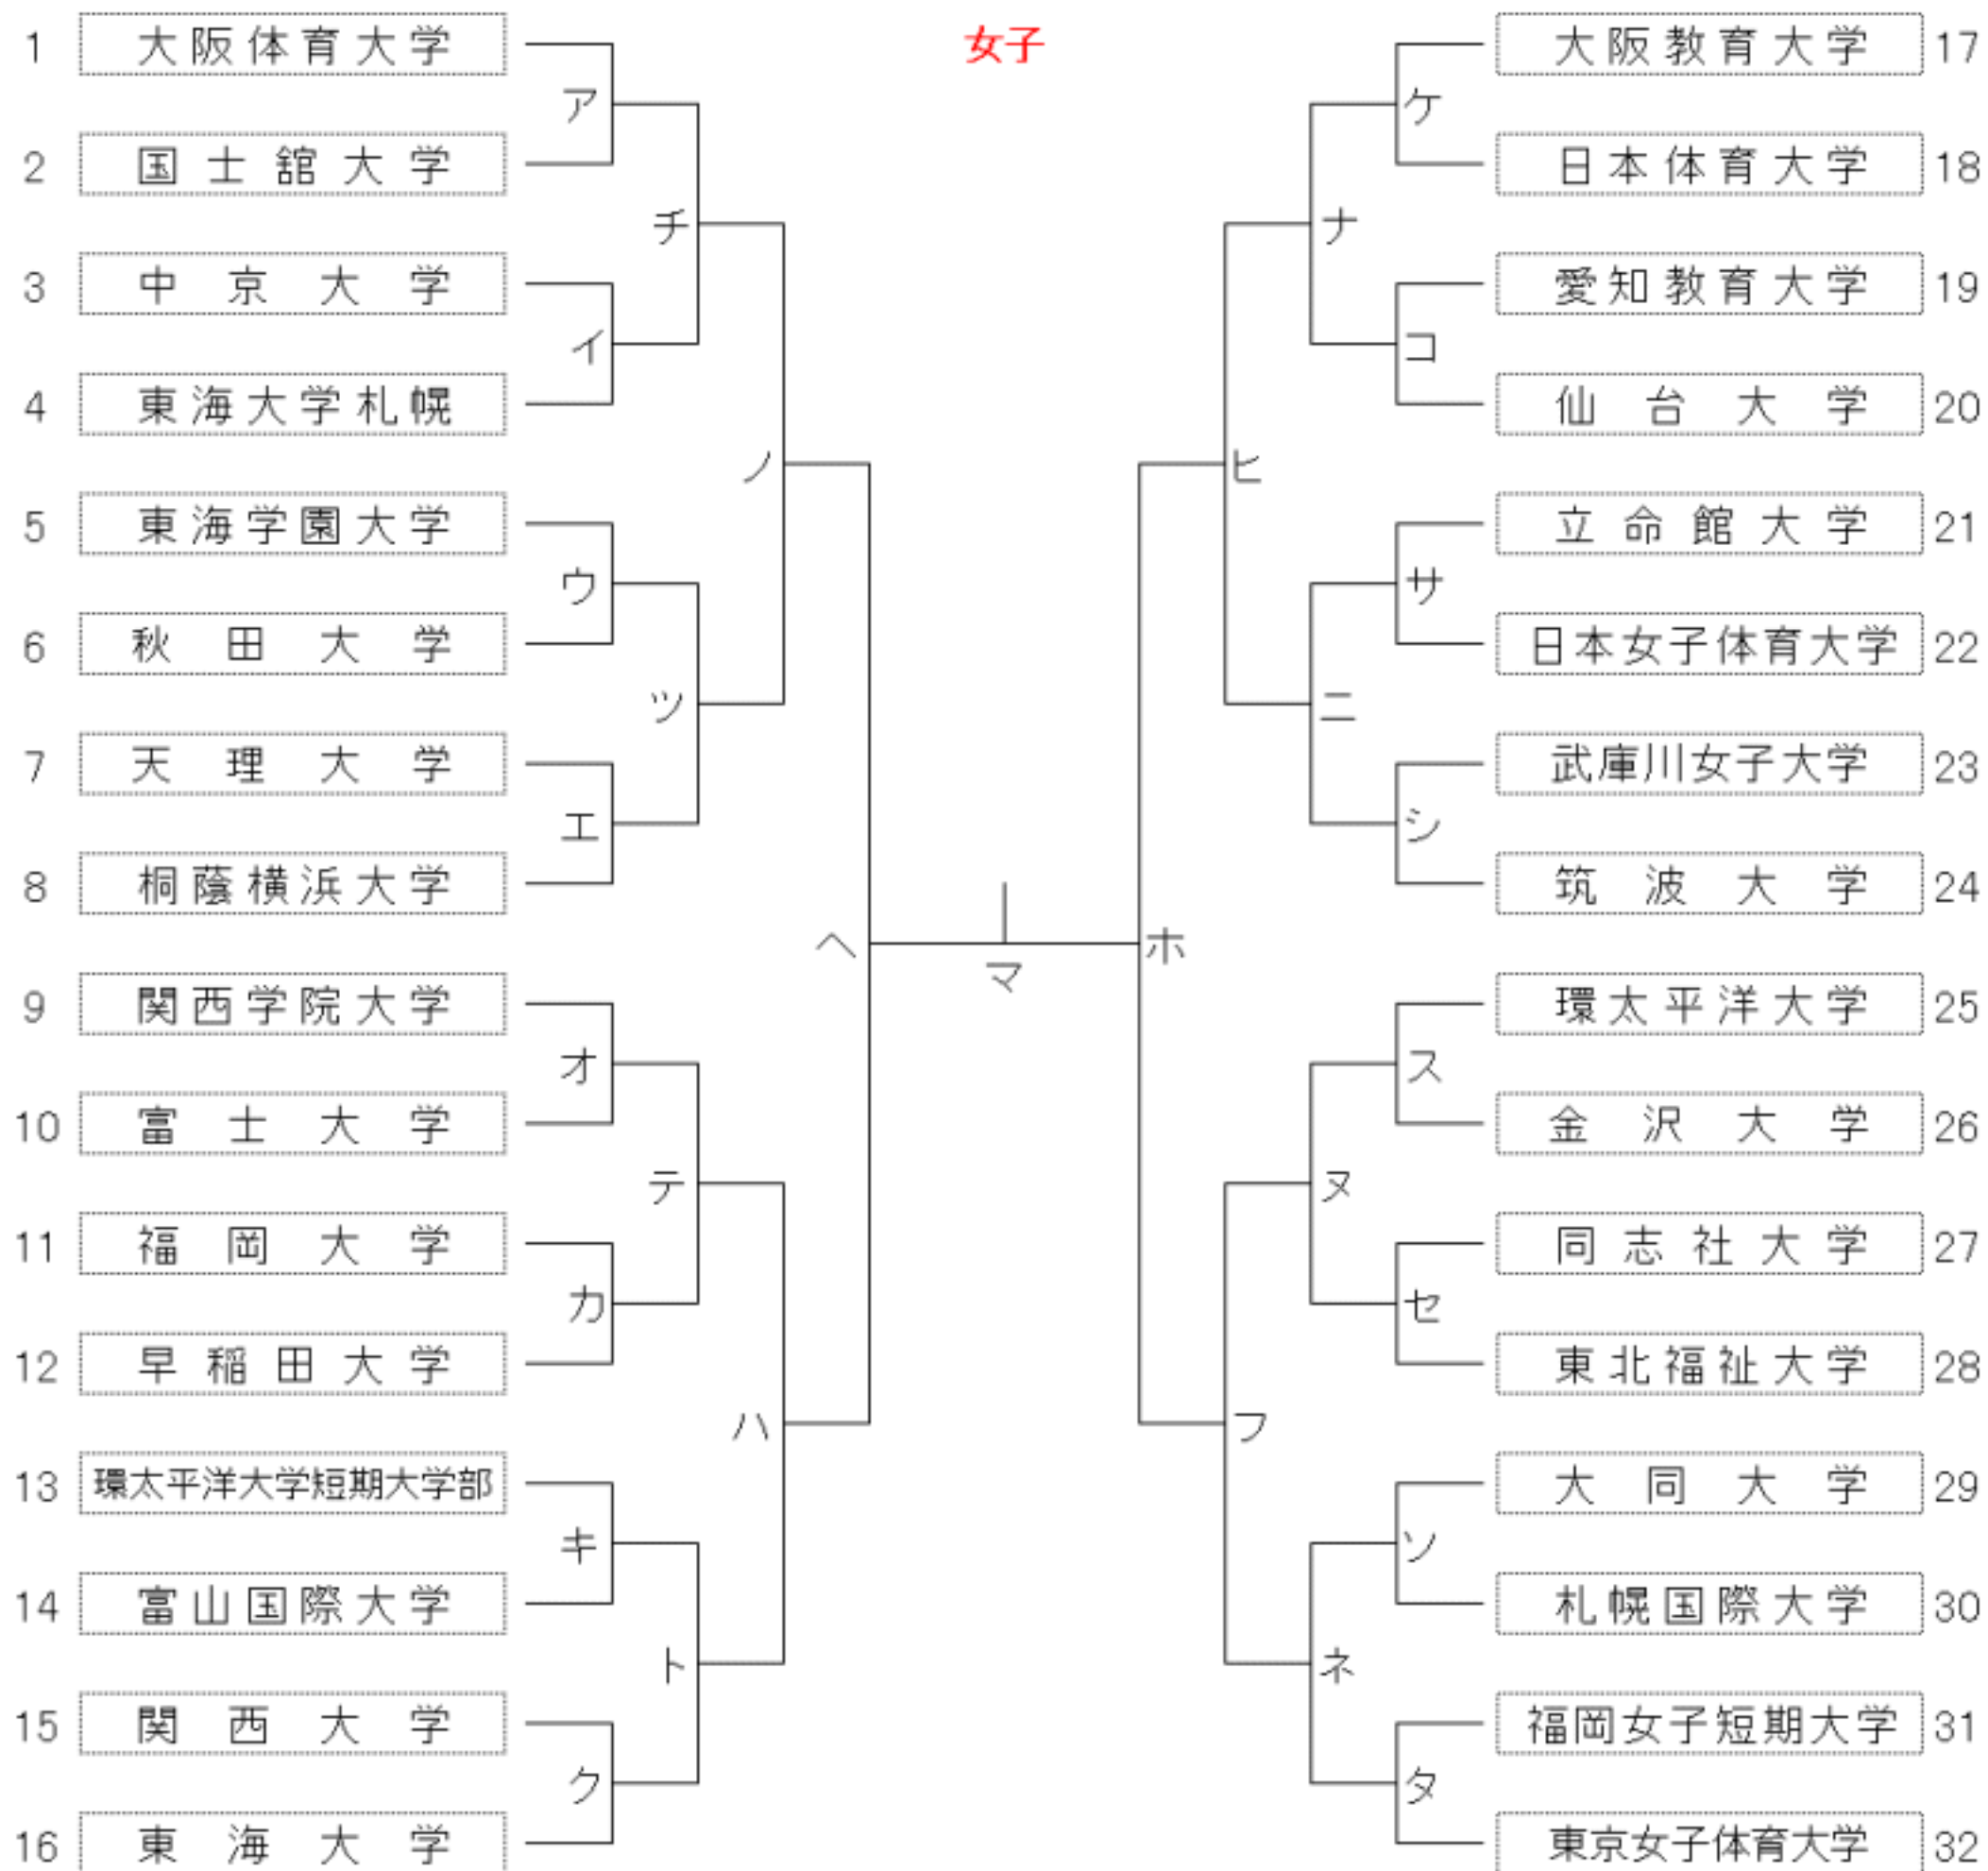 女子
1 大阪体育大学
ア
2 国士舘大学
チ
3 中京大学
イ
4 東海大学札幌
ノ
5 東海学園大学
ウ
6 秋田大学
ツ
7 天理大学
エ
8 桐蔭横浜大学
ヘ
9 関西学院大学
オ
10 富士大学
テ
11 福岡大学
カ
12 早稲田大学
ハ
13 環太平洋大学短期大学部
キ
14 富山国際大学
ト
15 関西大学
ク
16 東海大学
マ
大阪教育大学 17
ケ
日本体育大学 18
ナ
愛知教育大学 19
コ
仙台大学 20
ヒ
立命館大学 21
サ
日本女子体育大学 22
ニ
武庫川女子大学 23
シ
筑波大学 24
ホ
環太平洋大学 25
ス
金沢大学 26
ヌ
同志社大学 27
セ
東北福祉大学 28
フ
大同大学 29
ソ
札幌国際大学 30
ネ
福岡女子短期大学 31
タ
東京女子体育大学 32